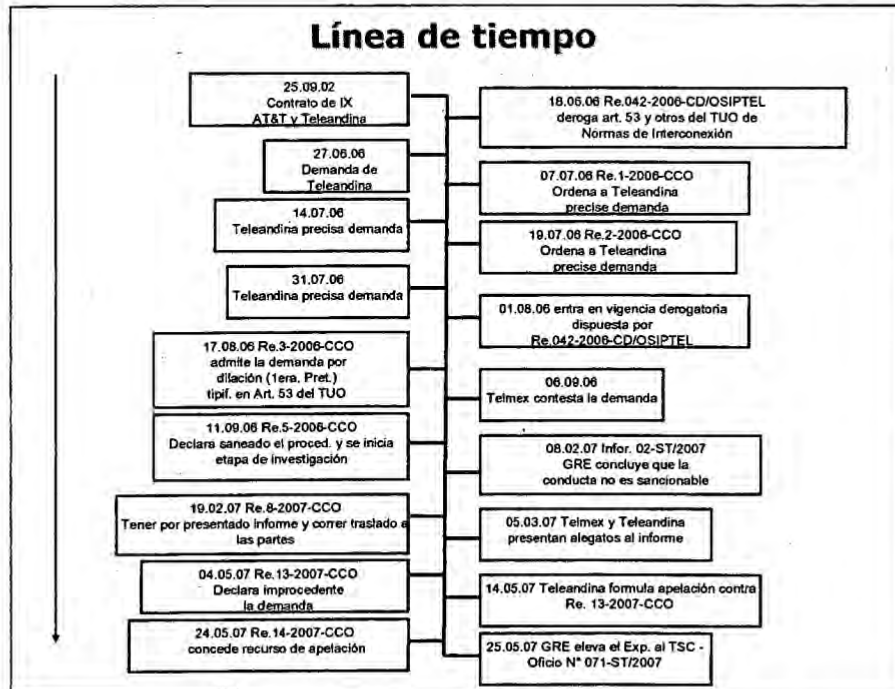 Línea de tiempo
25.09.02
Contrato de IX
AT&T y Teleandina
18.06.06 Re.042-2006-CD/OSIPTEL
deroga art. 53 y otros del TUO de
Normas de Interconexión
27.06.06
Demanda de
Teleandina
07.07.06 Re.1-2006-CCO
Ordena a Teleandina
precise demanda
14.07.06
Teleandina precisa demanda
19.07.06 Re.2-2006-CCO
Ordena a Teleandina
precise demanda
31.07.06
Teleandina precisa demanda
01.08.06 entra en vigencia derogatoria
dispuesta por
Re.042-2006-CD/OSIPTEL
17.08.06 Re.3-2006-CCO
admite la demanda por
dilación (1era. Pret.)
tipif. en Art. 53 del TUO
06.09.06
Telmex contesta la demanda
11.09.06 Re.5-2006-CCO
Declara saneado el proced. y se inicia
etapa de investigación
08.02.07 Infor. 02-ST/2007
GRE concluye que la
conducta no es sancionable
19.02.07 Re.8-2007-CCO
Tener por presentado Informe y correr traslado a
las partes
05.03.07 Telmex y Teleandina
presentan alegatos al informe
04.05.07 Re.13-2007-CCO
Declara improcedente
la demanda
14.05.07 Teleandina formula apelación contra
Re. 13-2007-CCO
24.05.07 Re.14-2007-CCO
concede recurso de apelación
25.05.07 GRE eleva el Exp. al TSC -
Oficio N° 071-ST/2007